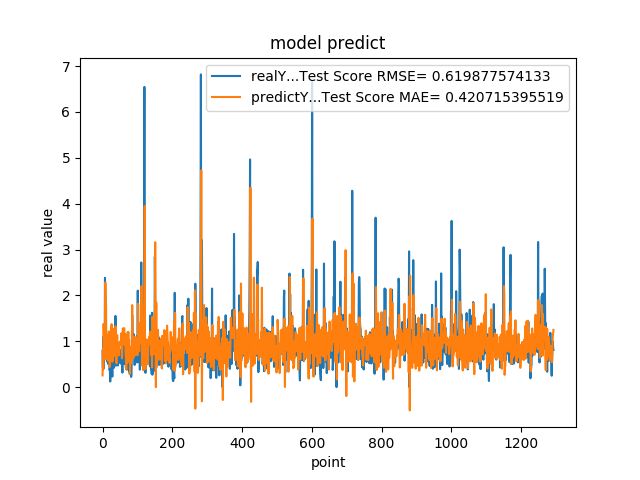 model predict
realY...Test Score RMSE= 0.619877574133
predictY...Test Score MAE= 0.420715395519
real value
7
6
5
4
3
2
1
0
0 200 400 600 800 1000 1200
point